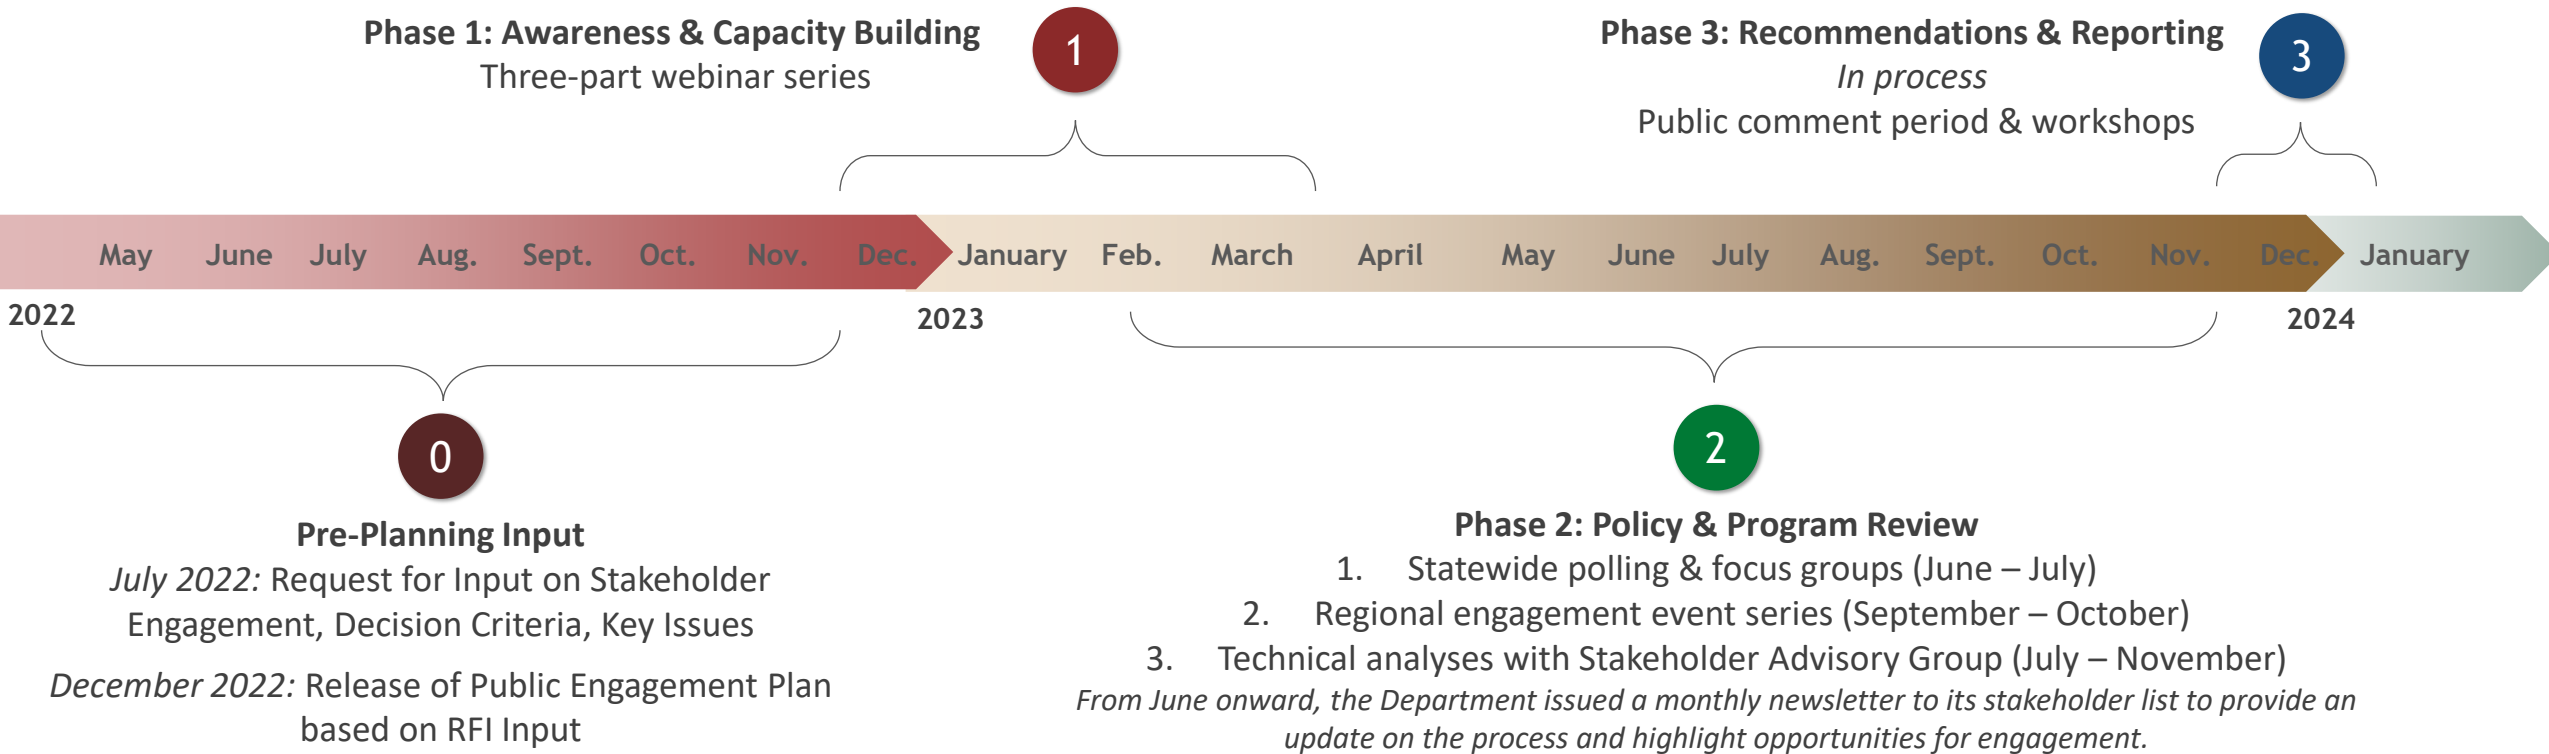 Phase 1: Awareness & Capacity Building
Three-part webinar series
1
Phase 3: Recommendations & Reporting
In process
Public comment period & workshops
3
May June July Aug. Sept. Oct. Nov. Dec. January Feb. March April May June July Aug. Sept. Oct. Nov. Dec. January
2022 2023 2024
0
Pre-Planning Input
July 2022: Request for Input on Stakeholder
Engagement, Decision Criteria, Key Issues
December 2022: Release of Public Engagement Plan
based on RFI Input
2
Phase 2: Policy & Program Review
1. Statewide polling & focus groups (June – July)
2. Regional engagement event series (September – October)
3. Technical analyses with Stakeholder Advisory Group (July – November)
From June onward, the Department issued a monthly newsletter to its stakeholder list to provide an
update on the process and highlight opportunities for engagement.